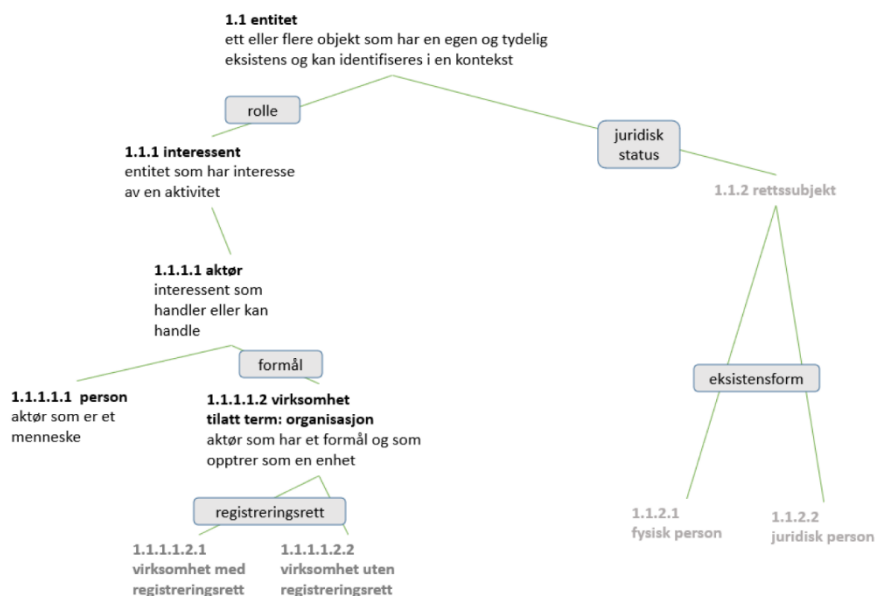 1.1 entitet
ett eller flere objekt som har en egen og tydelig
eksistens og kan identifiseres i en kontekst
rolle
juridisk
status
1.1.1 interessent
entitet som har interesse
av en aktivitet
1.1.2 rettssubjekt
1.1.1.1 aktør
interessent som
handler eller kan
handle
formål
eksistensform
1.1.1.1.1 person
aktør som er et
menneske
1.1.1.1.2 virksomhet
tilatt term: organisasjon
aktør som har et formål og som
opptrer som en enhet
registreringsrett
1.1.1.1.2.1
virksomhet med
registreringsrett
1.1.1.1.2.2
virksomhet uten
registreringsrett
1.1.2.1
fysisk person
1.1.2.2
juridisk person